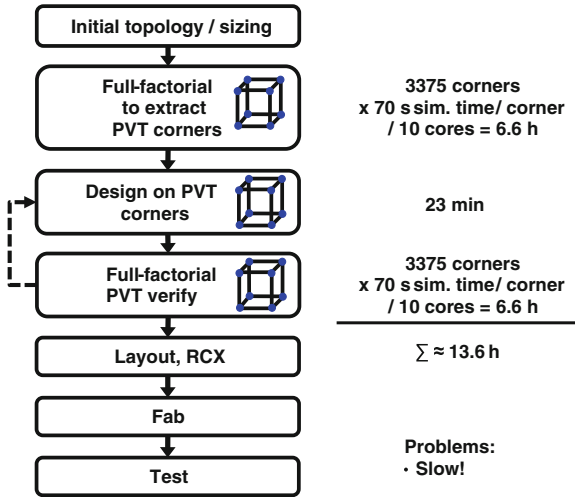 Initial topology / sizing
Full-factorial
to extract
PVT corners
3375 corners
x 70 s sim. time/ corner
/ 10 cores = 6.6 h
Design on PVT
corners
23 min
Full-factorial
PVT verify
3375 corners
x 70 s sim. time/ corner
/ 10 cores = 6.6 h
Layout, RCX
∑ ≈ 13.6 h
Fab
Problems:
· Slow!
Test